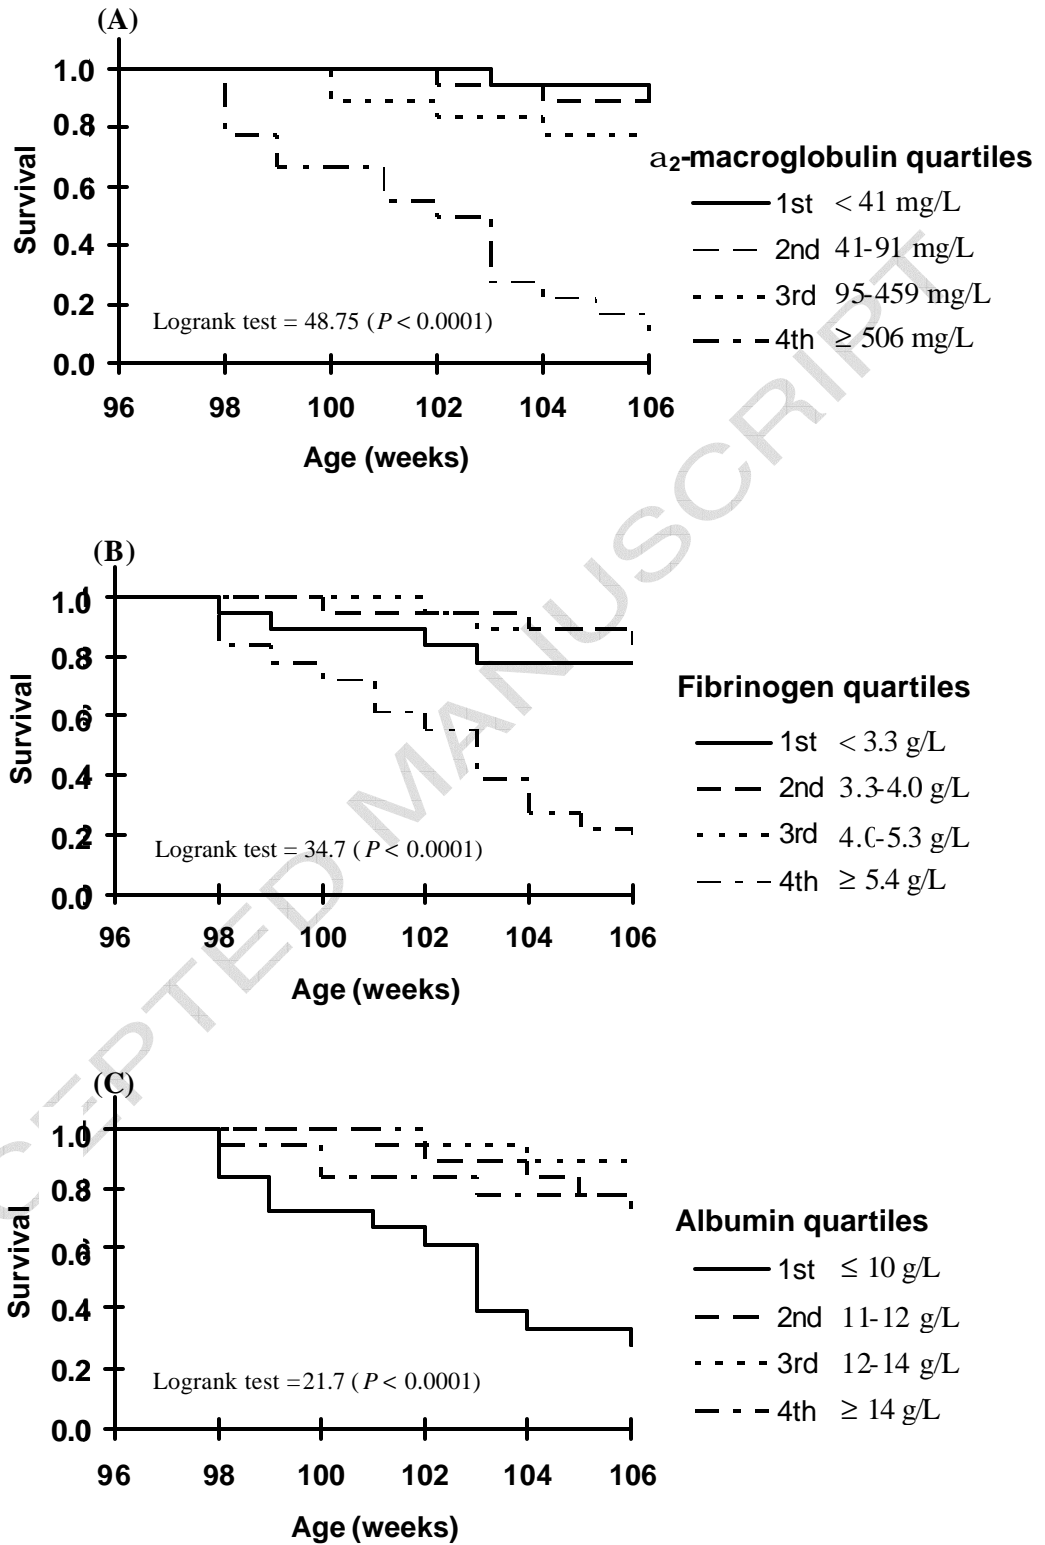 (A)
1.0
0.8
0.6
0.4
0.2
0.0
Survival
Logrank test = 48.75 (P < 0.0001)
96 98 100 102 104 106
Age (weeks)
a2-macroglobulin quartiles
1st < 41 mg/L
2nd 41-91 mg/L
3rd 95-459 mg/L
4th ≥ 506 mg/L
(B)
1.0
0.8
0.6
0.4
0.2
0.0
Survival
Logrank test = 34.7 (P < 0.0001)
96 98 100 102 104 106
Age (weeks)
Fibrinogen quartiles
1st < 3.3 g/L
2nd 3.3-4.0 g/L
3rd 4.0-5.3 g/L
4th ≥ 5.4 g/L
(C)
1.0
0.8
0.6
0.4
0.2
0.0
Survival
Logrank test =21.7 (P < 0.0001)
96 98 100 102 104 106
Age (weeks)
Albumin quartiles
1st ≤ 10 g/L
2nd 11-12 g/L
3rd 12-14 g/L
4th ≥ 14 g/L
CEPTED MANUSCRIPT